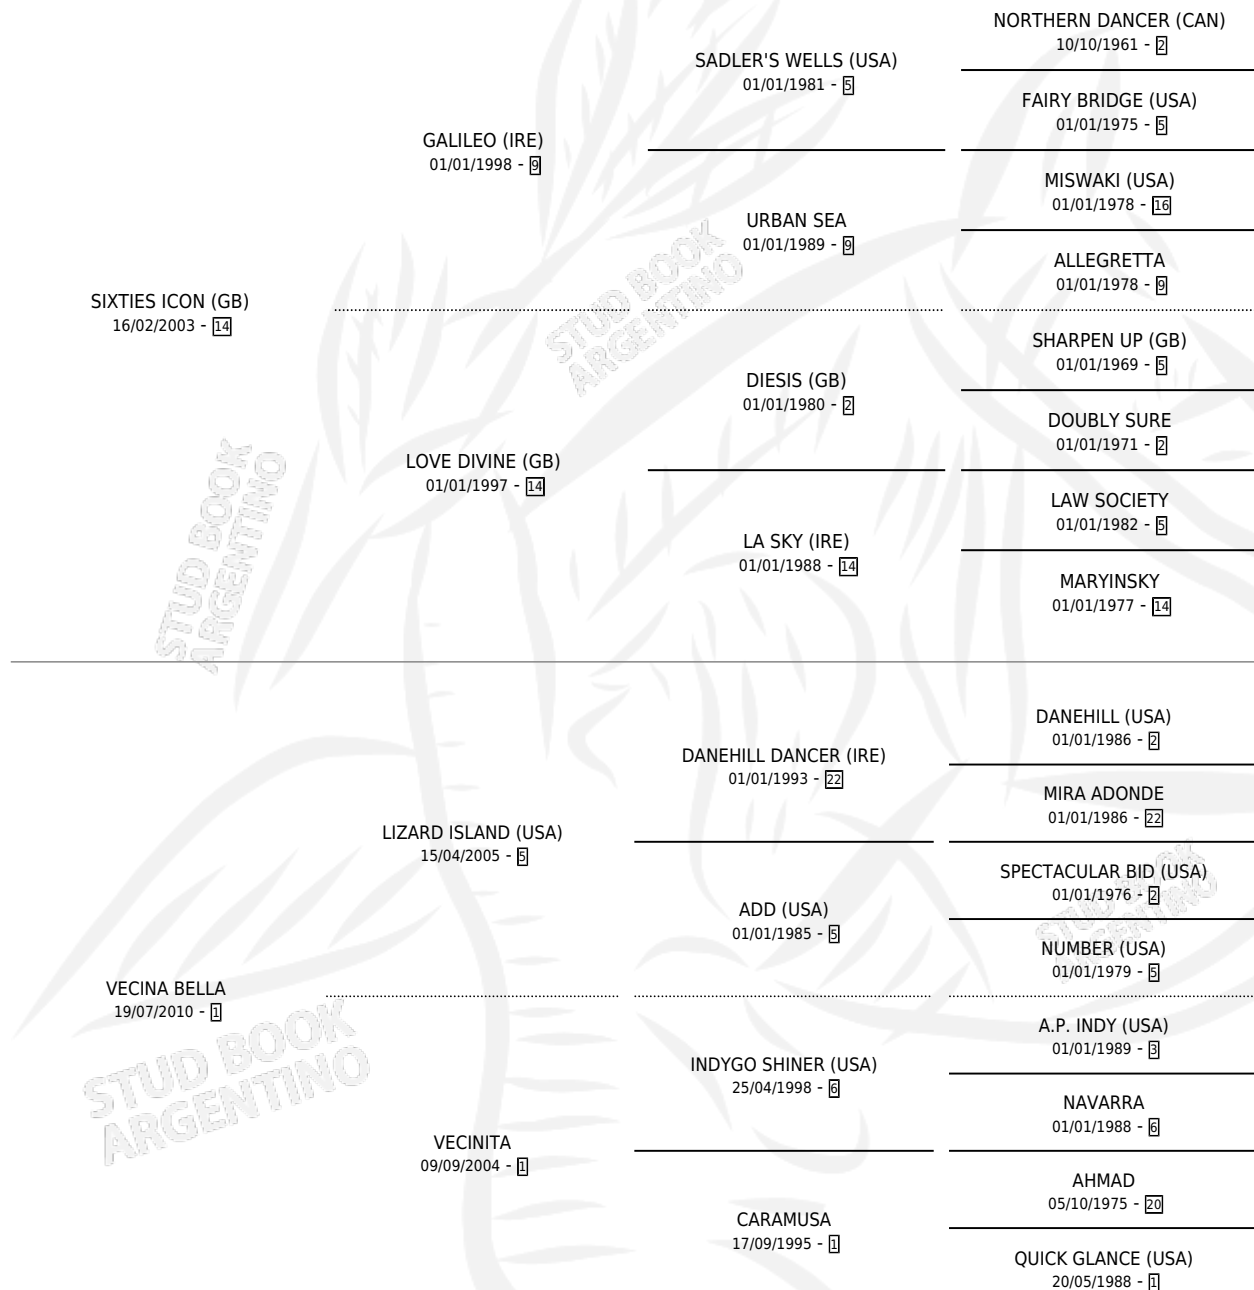 NORTHERN DANCER (CAN)
10/10/1961 - 2
SADLER'S WELLS (USA)
01/01/1981 - 5
FAIRY BRIDGE (USA)
01/01/1975 - 5
GALILEO (IRE)
01/01/1998 - 9
MISWAKI (USA)
01/01/1978 - 16
URBAN SEA
01/01/1989 - 9
ALLEGRETTA
01/01/1978 - 9
SIXTIES ICON (GB)
16/02/2003 - 14
STUD BOOK
ARGENTINO
SHARPEN UP (GB)
01/01/1969 - 5
DIESIS (GB)
01/01/1980 - 2
DOUBLY SURE
01/01/1971 - 2
LOVE DIVINE (GB)
01/01/1997 - 14
LAW SOCIETY
01/01/1982 - 5
LA SKY (IRE)
01/01/1988 - 14
MARYINSKY
01/01/1977 - 14
STUD BOOK
ARGENTINO
DANEHILL (USA)
01/01/1986 - 2
DANEHILL DANCER (IRE)
01/01/1993 - 22
MIRA ADONDE
01/01/1986 - 22
LIZARD ISLAND (USA)
15/04/2005 - 5
SPECTACULAR BID (USA)
01/01/1976 - 2
ADD (USA)
01/01/1985 - 5
STUD BOOK
ARGENTINO
NUMBER (USA)
01/01/1979 - 5
VECINA BELLA
19/07/2010 - 1
A.P. INDY (USA)
01/01/1989 - 3
INDYGO SHINER (USA)
25/04/1998 - 6
STUD BOOK
ARGENTINO
NAVARRA
01/01/1988 - 6
VECINITA
09/09/2004 - 1
AHMAD
05/10/1975 - 20
CARAMUSA
17/09/1995 - 1
QUICK GLANCE (USA)
20/05/1988 - 1